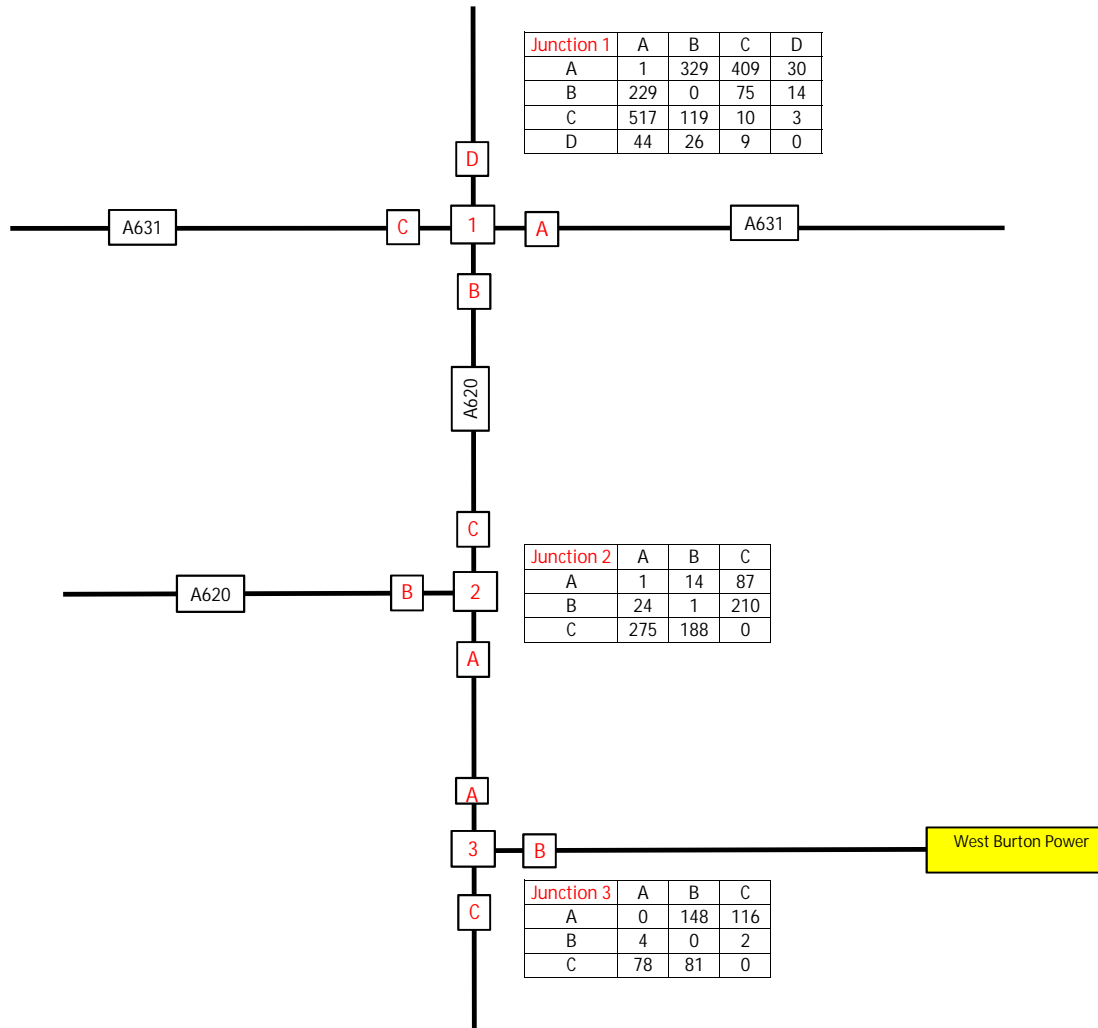 Junction 1 A B C D
A 1 329 409 30
B 229 0 75 14
C 517 119 10 3
D 44 26 9 0
D
A631 C 1 A A631
B
A620
C
Junction 2 A B C
A 1 14 87
B 24 1 210
C 275 188 0
A620 B 2
A
A
3 B West Burton Power
C
Junction 3 A B C
A 0 148 116
B 4 0 2
C 78 81 0